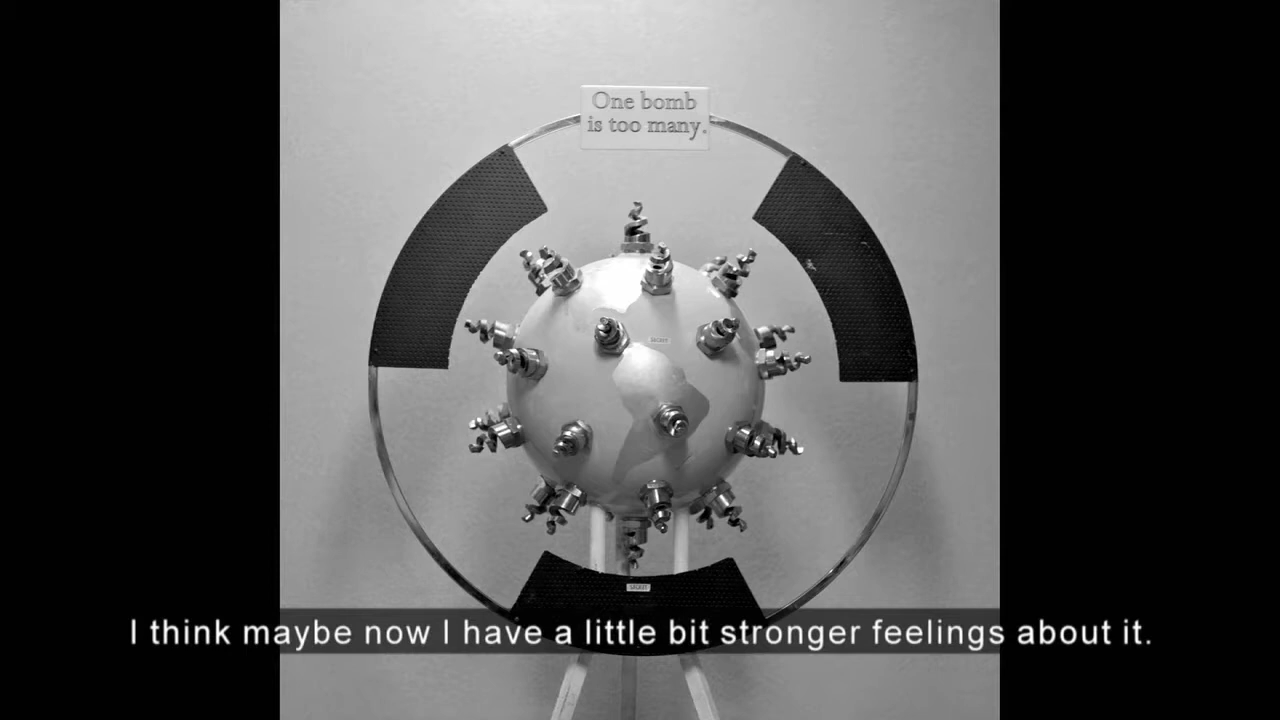 One bomb
is too many.
I think maybe now I have a little bit stronger feelings about it.